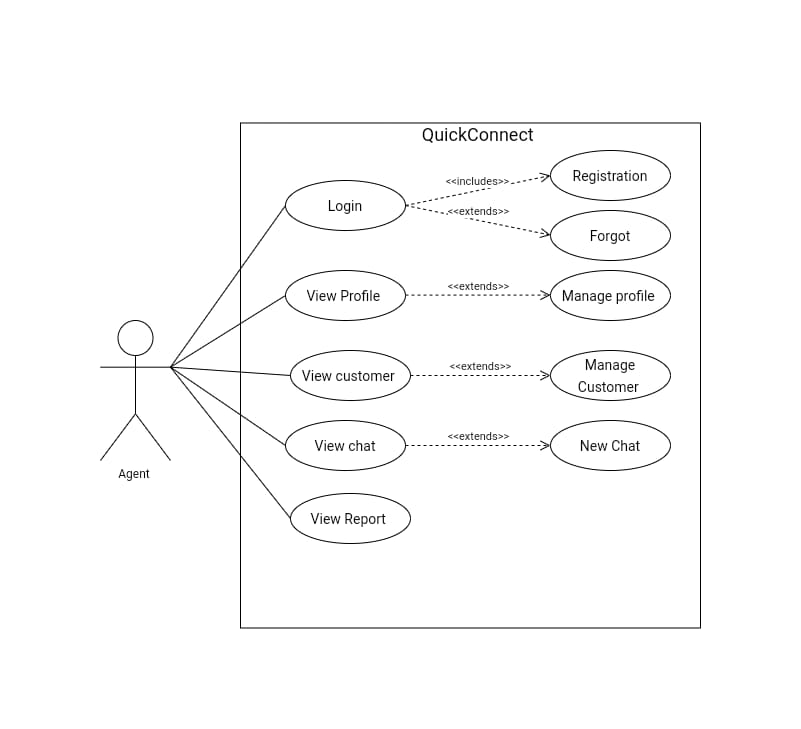 QuickConnect
Login
<<includes>>
Registration
<<extends>>
Forgot
View Profile
<<extends>>
Manage profile
View customer
<<extends>>
Manage
Customer
View chat
<<extends>>
New Chat
Agent
View Report